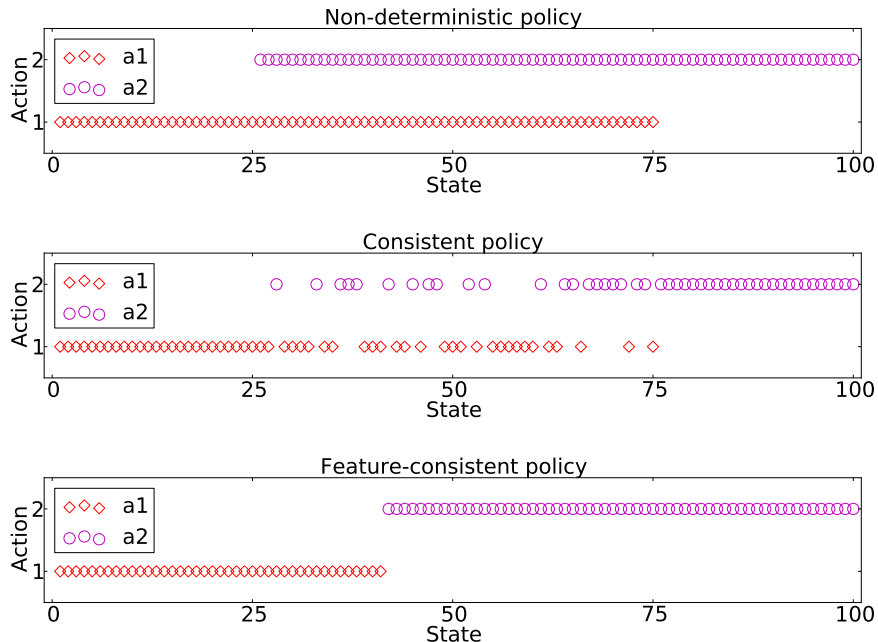 Non-deterministic policy
a1
a2
2
1
Action
0 25 50 75 100
State
Consistent policy
a1
a2
2
1
Action
0 25 50 75 100
State
Feature-consistent policy
a1
a2
2
1
Action
0 25 50 75 100
State